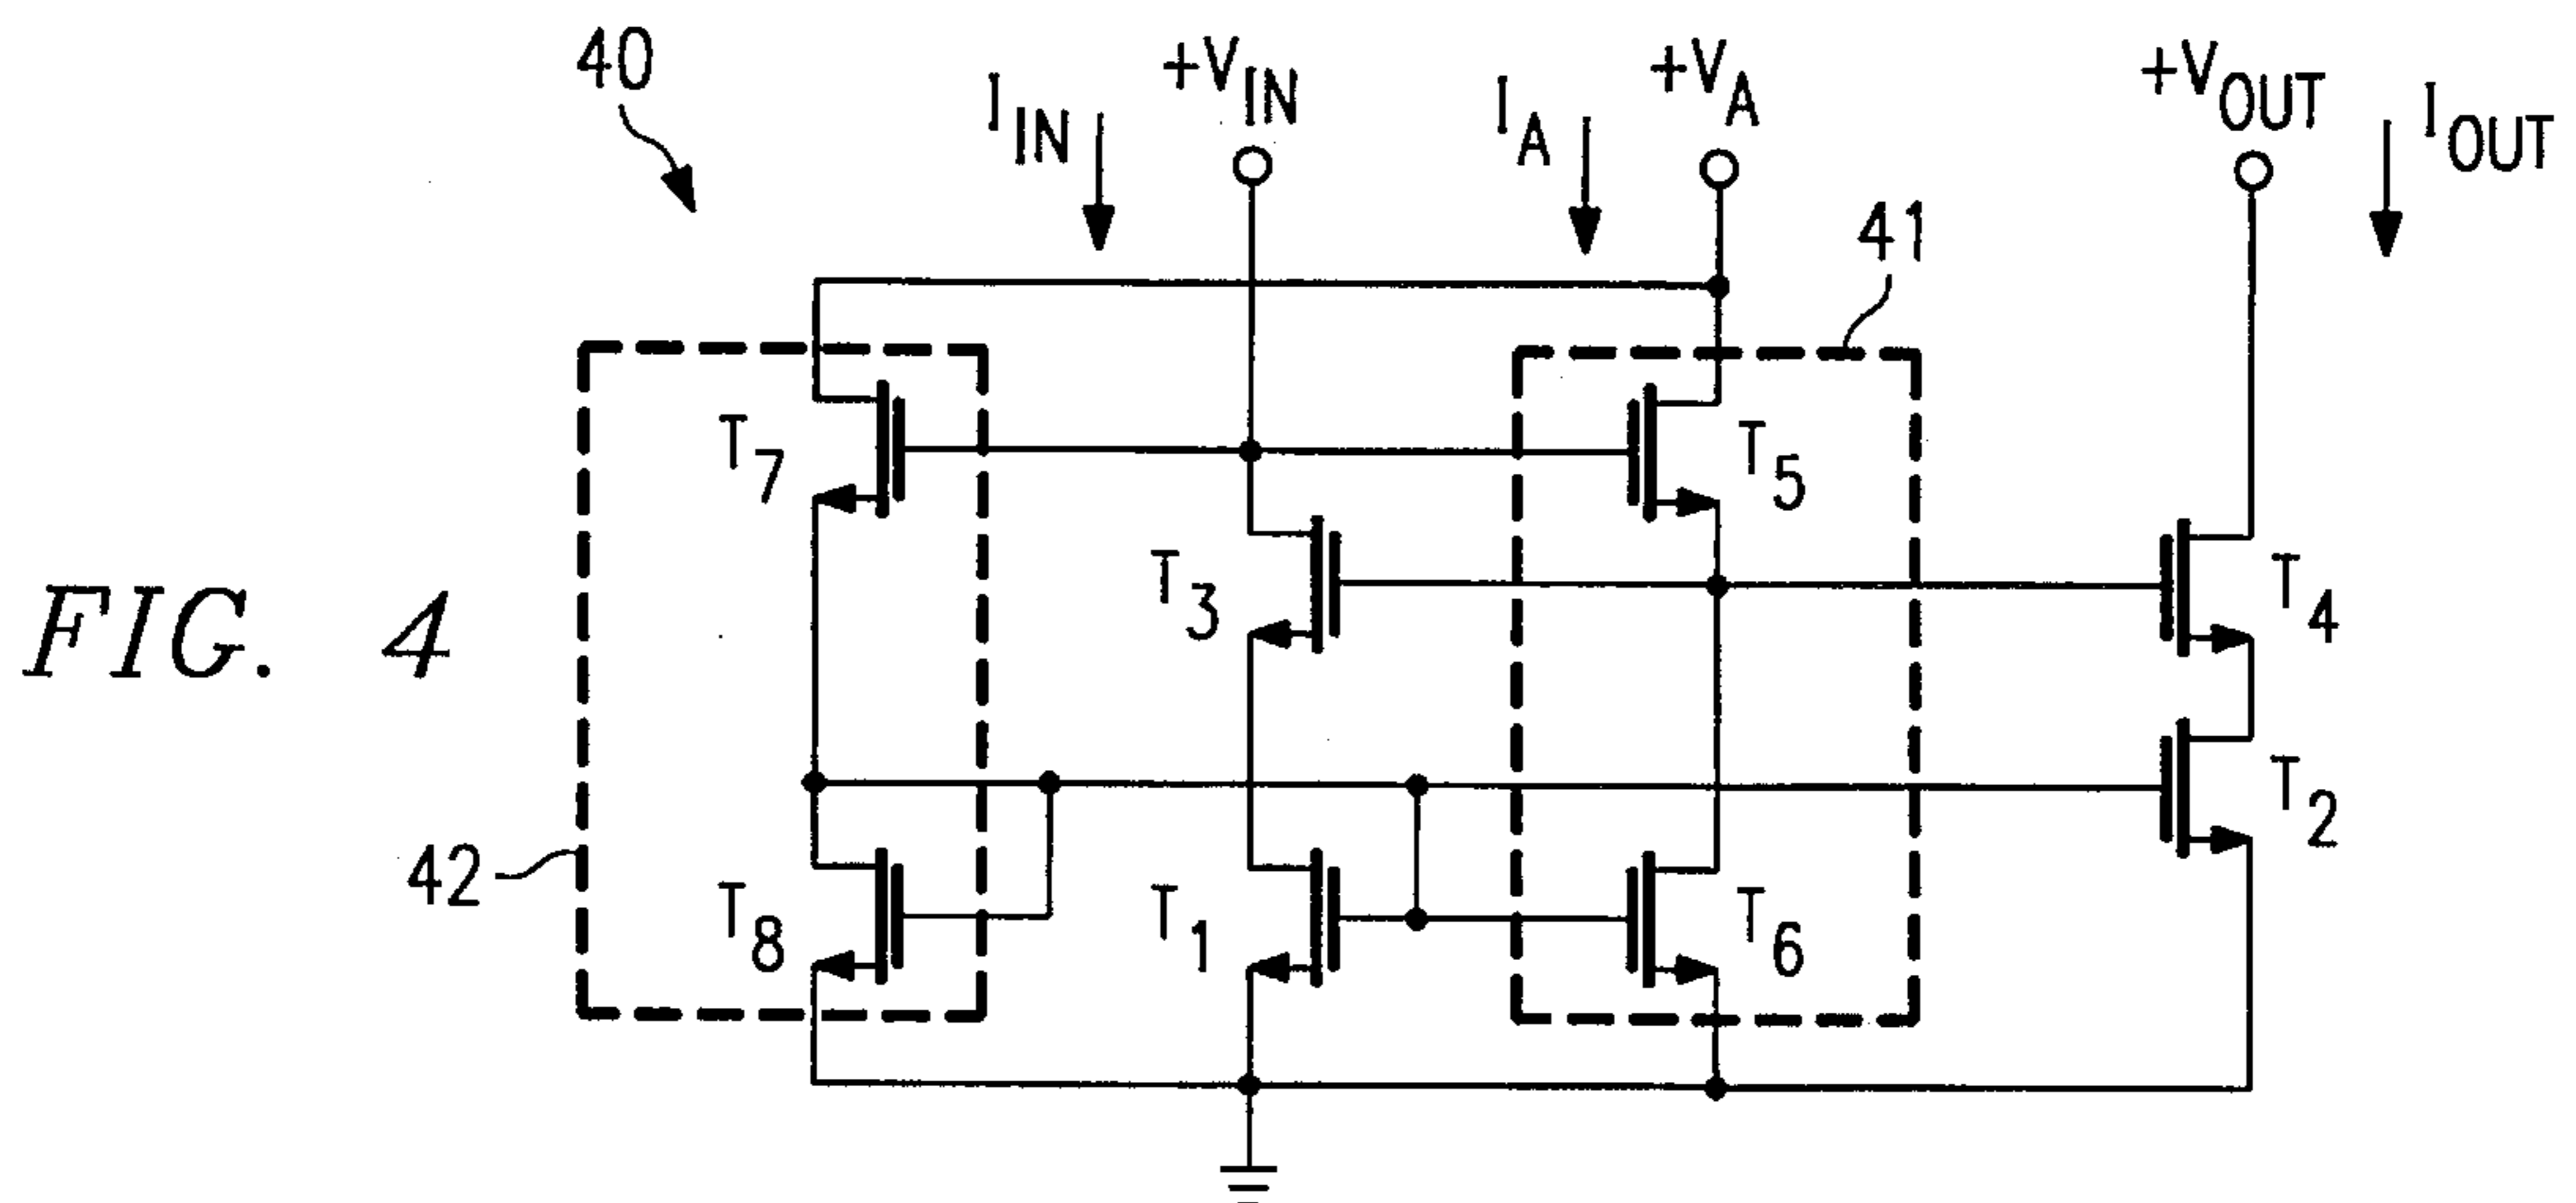 40
I_IN
+V_IN
I_A
+V_A
+V_OUT
I_OUT
41
T_7
T_5
T_3
T_4
FIG. 4
T_2
42
T_8
T_1
T_6